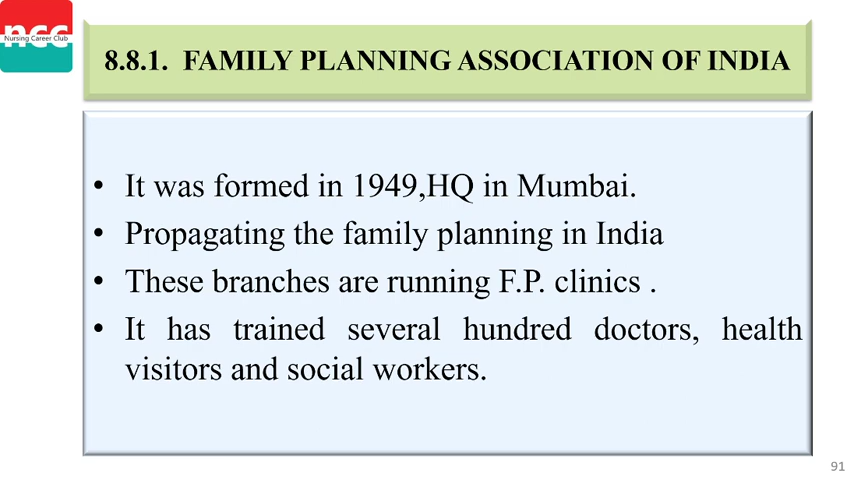 ncc
Nursing Career Club
8.8.1. FAMILY PLANNING ASSOCIATION OF INDIA
• It was formed in 1949,HQ in Mumbai.
• Propagating the family planning in India
• These branches are running F.P. clinics .
• It has trained several hundred doctors, health
visitors and social workers.
91